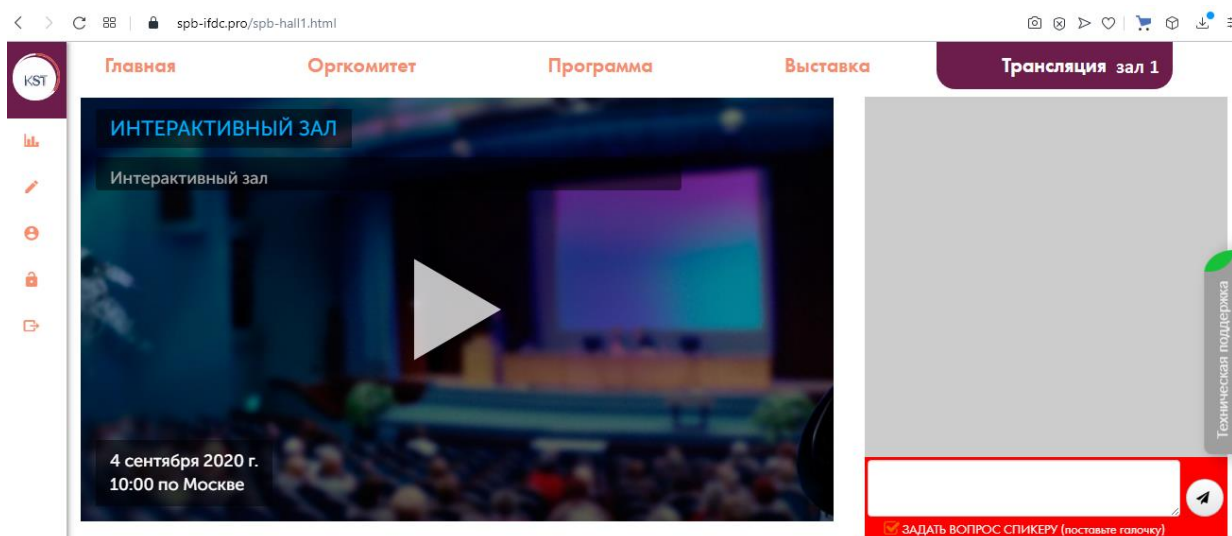 spb-ifdc.pro/spb-hall1.html
KST
Главная Оргкомитет Программа Выставка Трансляция зал 1
ИНТЕРАКТИВНЫЙ ЗАЛ
Интерактивный зал
4 сентября 2020 г.
10:00 по Москве
Техническая поддержка
ЗАДАТЬ ВОПРОС СПИКЕРУ (поставьте галочку)